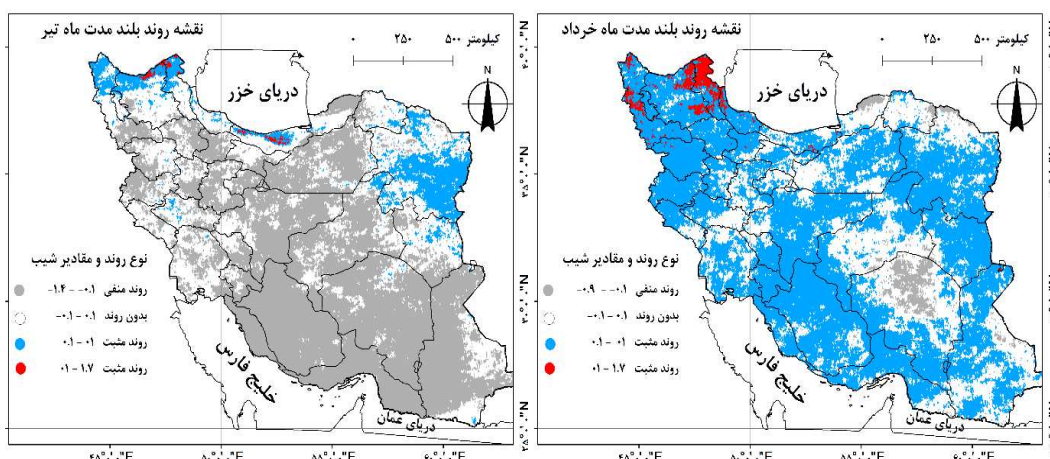 نقشه روند بلند مدت ماه تیر
کیلومتر ۵۰۰ ۲۵۰ ۰
N
دریای خزر
نوع روند و مقادیر شیب
روند منفی ۰.۱- - ۱.۴-
بدون روند ۰.۱ - ۰.۱-
روند مثبت ۰۱ - ۰.۱
روند مثبت ۱.۷ - ۰۱
خلیج فارس
دریای عمان
نقشه روند بلند مدت ماه خرداد
کیلومتر ۵۰۰ ۲۵۰ ۰
N
دریای خزر
نوع روند و مقادیر شیب
روند منفی ۰.۱- - ۰.۹-
بدون روند ۰.۱ - ۰.۱-
روند مثبت ۰۱ - ۰.۱
روند مثبت ۱.۷ - ۰۱
خلیج فارس
دریای عمان